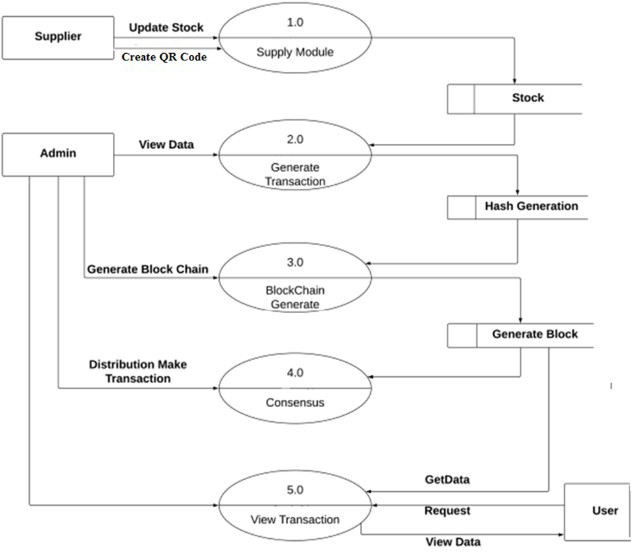 Supplier
Update Stock
Create QR Code
1.0
Supply Module
Stock
Admin
View Data
2.0
Generate
Transaction
Hash Generation
Generate Block Chain
3.0
BlockChain
Generate
Generate Block
Distribution Make
Transaction
4.0
Consensus
5.0
View Transaction
GetData
Request
View Data
User